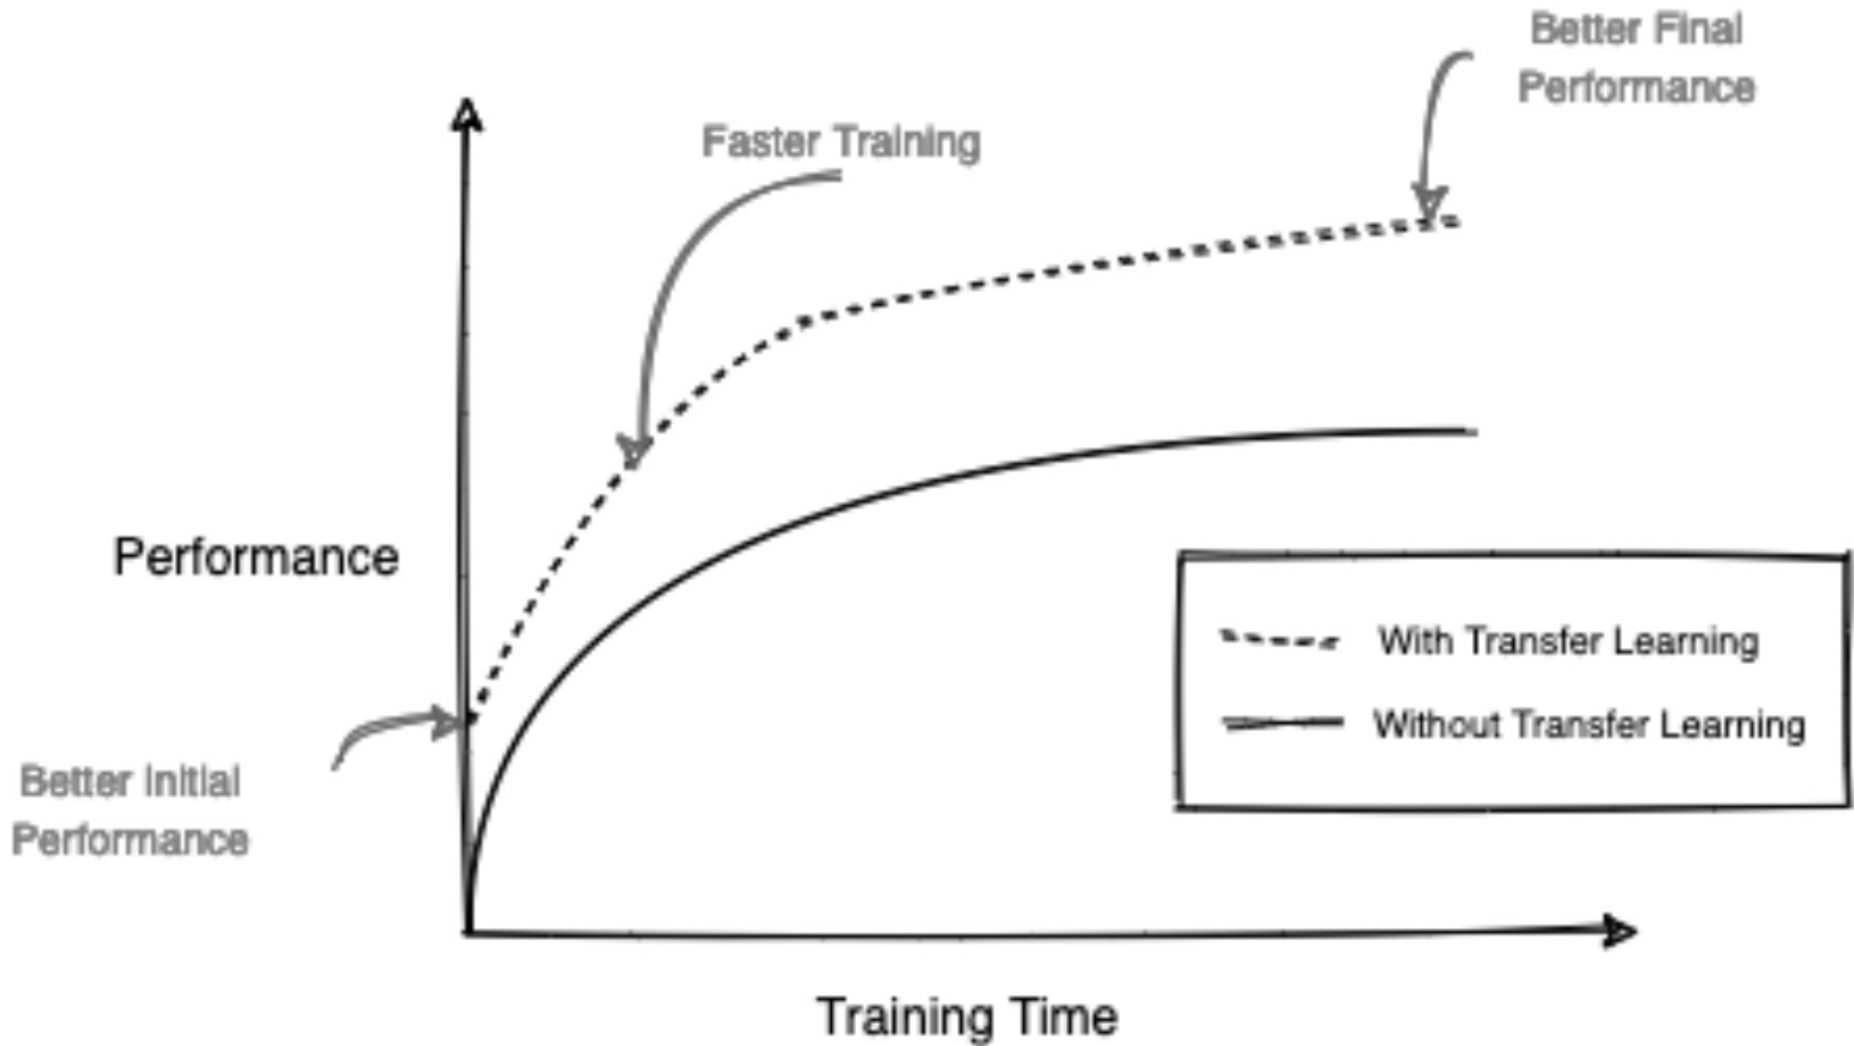 Better Final
Performance
Faster Training
Performance
With Transfer Learning
Without Transfer Learning
Better Initial
Performance
Training Time